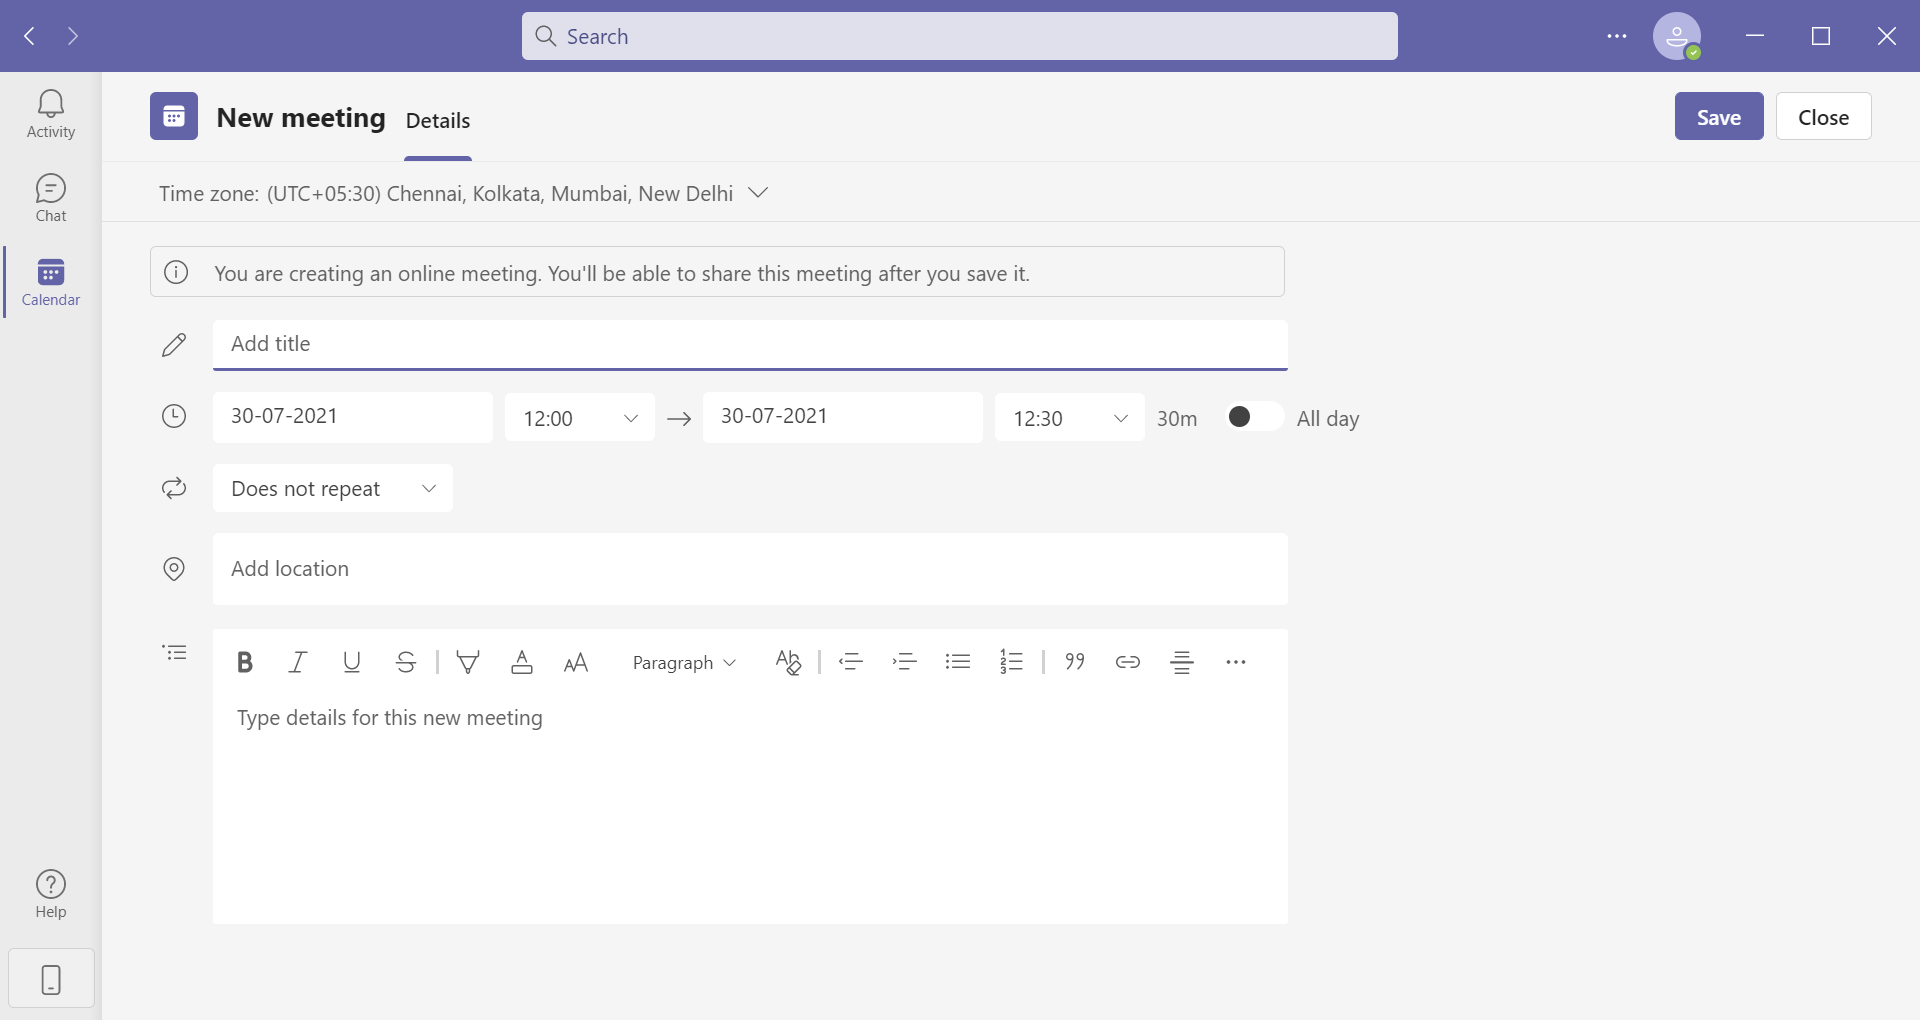 Search
Activity
Chat
Calendar
Help
New meeting
Details
Save
Close
Time zone: (UTC+05:30) Chennai, Kolkata, Mumbai, New Delhi
You are creating an online meeting. You'll be able to share this meeting after you save it.
Add title
30-07-2021 12:00 30-07-2021 12:30 30m All day
Does not repeat
Add location
Paragraph
Type details for this new meeting